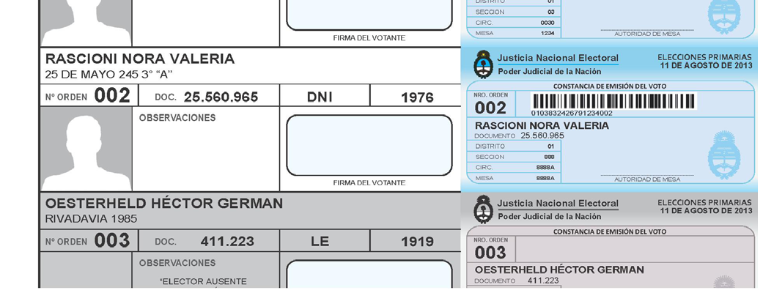 FIRMA DEL VOTANTE
DISTRITO 01
SECCION 00
CIRC. 0030
MESA 1234
AUTORIDAD DE MESA
RASCIONI NORA VALERIA
25 DE MAYO 245 3° "A"
Nº ORDEN 002 DOC. 25.560.965 DNI 1976
OBSERVACIONES
FIRMA DEL VOTANTE
Justicia Nacional Electoral
Poder Judicial de la Nación
ELECCIONES PRIMARIAS
11 DE AGOSTO DE 2013
CONSTANCIA DE EMISIÓN DEL VOTO
NRO. ORDEN
002
0103832426791234002
RASCIONI NORA VALERIA
DOCUMENTO 25.560.965
DISTRITO 01
SECCION
CIRC.
MESA
AUTORIDAD DE MESA
OESTERHELD HÉCTOR GERMAN
RIVADAVIA 1985
Nº ORDEN 003 DOC. 411.223 LE 1919
OBSERVACIONES
*ELECTOR AUSENTE
Justicia Nacional Electoral
Poder Judicial de la Nación
ELECCIONES PRIMARIAS
11 DE AGOSTO DE 2013
CONSTANCIA DE EMISIÓN DEL VOTO
NRO. ORDEN
003
OESTERHELD HÉCTOR GERMAN
DOCUMENTO 411.223